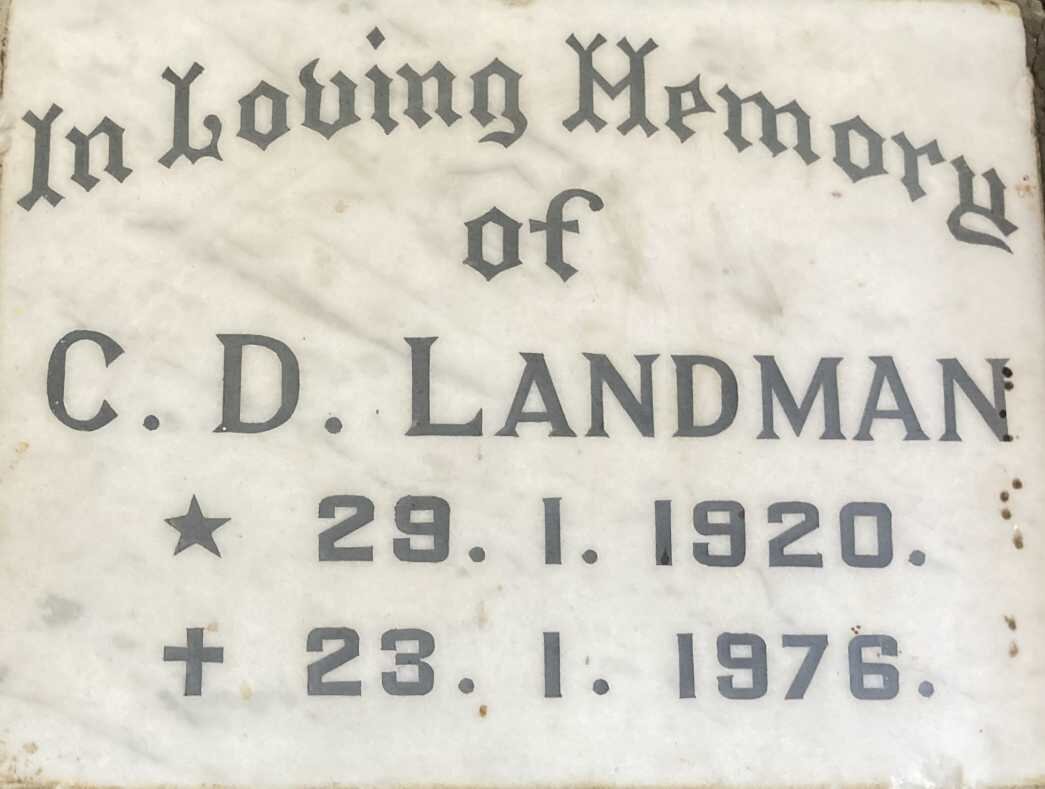 In Loving Memory
of
C. D. LANDMAN
★ 29. 1. 1920.
✝ 23. 1. 1976.